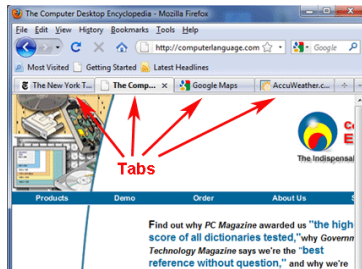 The Computer Desktop Encyclopedia - Mozilla Firefox
File Edit View History Bookmarks Tools Help
http://computerlanguage.com Google
Most Visited Getting Started Latest Headlines
The New York T... The Comp... Google Maps AccuWeather.c...
Tabs
The Indispensa
Products Demo Order About Us
Find out why PC Magazine awarded us "the high
score of all dictionaries tested," why Governm
Technology Magazine says we're the "best
reference without question," and why we're